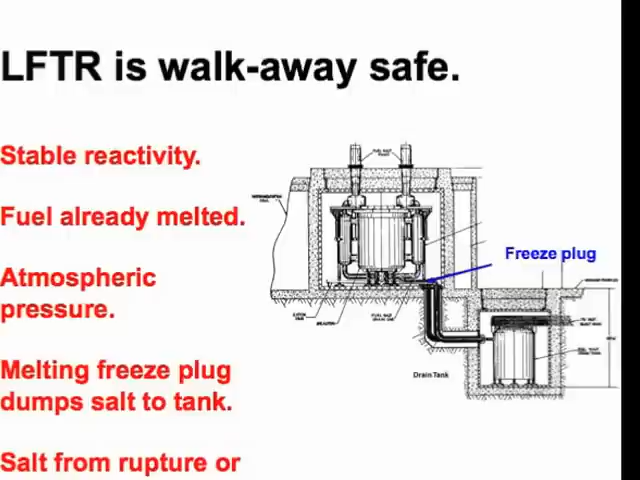 LFTR is walk-away safe.
Stable reactivity.
Fuel already melted.
Atmospheric
pressure.
Melting freeze plug
dumps salt to tank.
Salt from rupture or
Freeze plug
Drain Tank